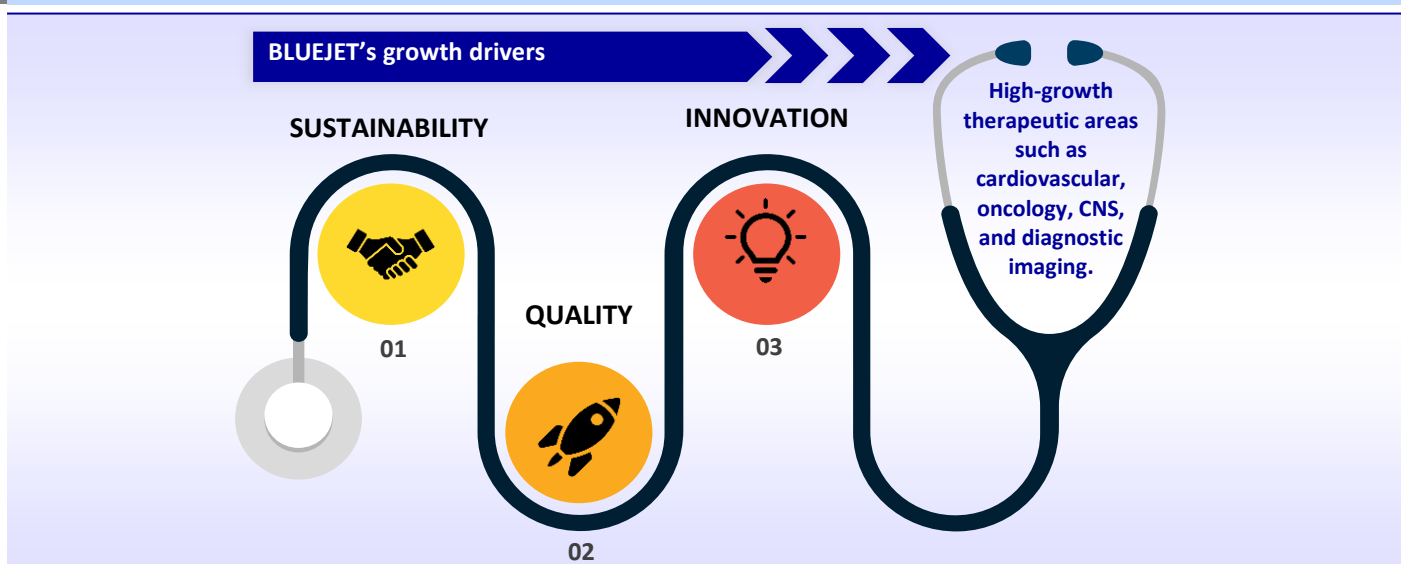 BLUEJET’s growth drivers
SUSTAINABILITY
01
QUALITY
02
INNOVATION
03
High-growth
therapeutic areas
such as
cardiovascular,
oncology, CNS,
and diagnostic
imaging.